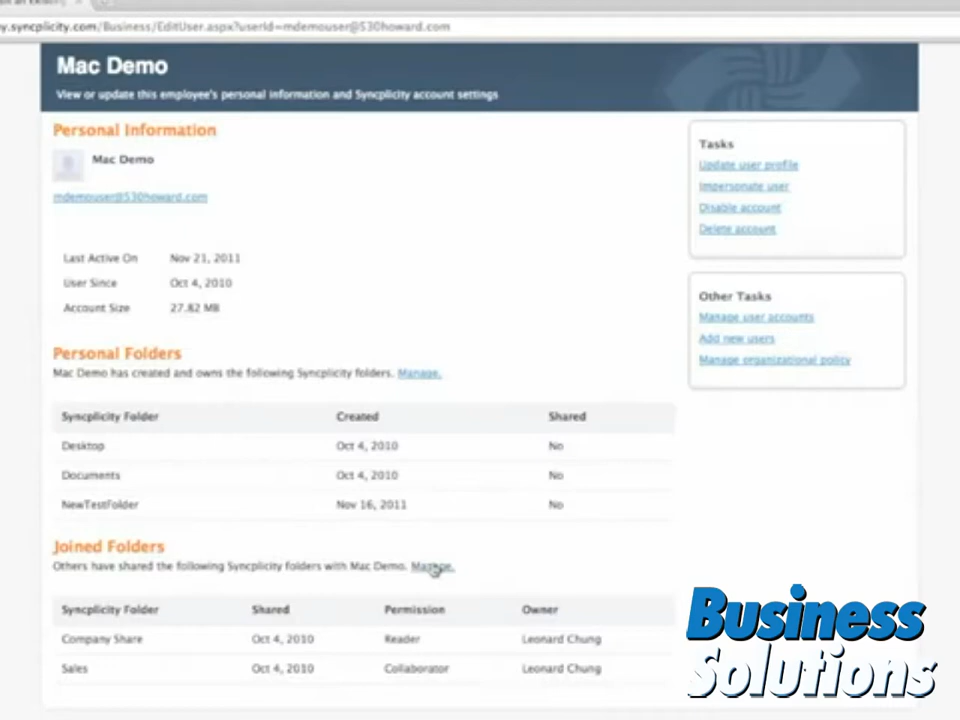 y.syncplicity.com/Business/EditUser.aspx?userId=mdemouser@530howard.com
Mac Demo
View or update this employee's personal information and Syncplicity account settings
Personal Information
Mac Demo
mdemouser@530howard.com
Last Active On Nov 21, 2011
User Since Oct 4, 2010
Account Size 27.82 MB
Personal Folders
Mac Demo has created and owns the following Syncplicity folders. Manage.
Syncplicity Folder Created Shared
Desktop Oct 4, 2010 No
Documents Oct 4, 2010 No
NewTestFolder Nov 16, 2011 No
Joined Folders
Others have shared the following Syncplicity folders with Mac Demo. Manage.
Syncplicity Folder Shared Permission Owner
Company Share Oct 4, 2010 Reader Leonard Chung
Sales Oct 4, 2010 Collaborator Leonard Chung
Tasks
Update user profile
Impersonate user
Disable account
Delete account
Other Tasks
Manage user accounts
Add new users
Manage organizational policy
Business
Solutions